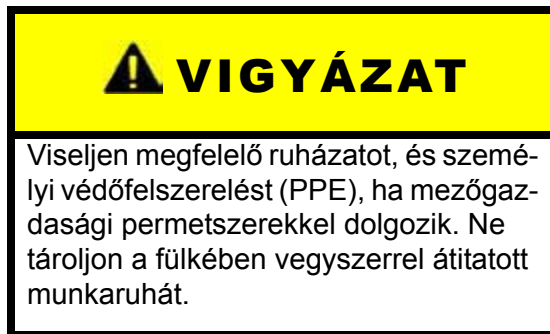 VIGYÁZAT
Viseljen megfelelő ruházatot, és szemé-
lyi védőfelszerelést (PPE), ha mezőgaz-
dasági permetszerekkel dolgozik. Ne
tároljon a fülkében vegyszerrel átitatott
munkaruhát.